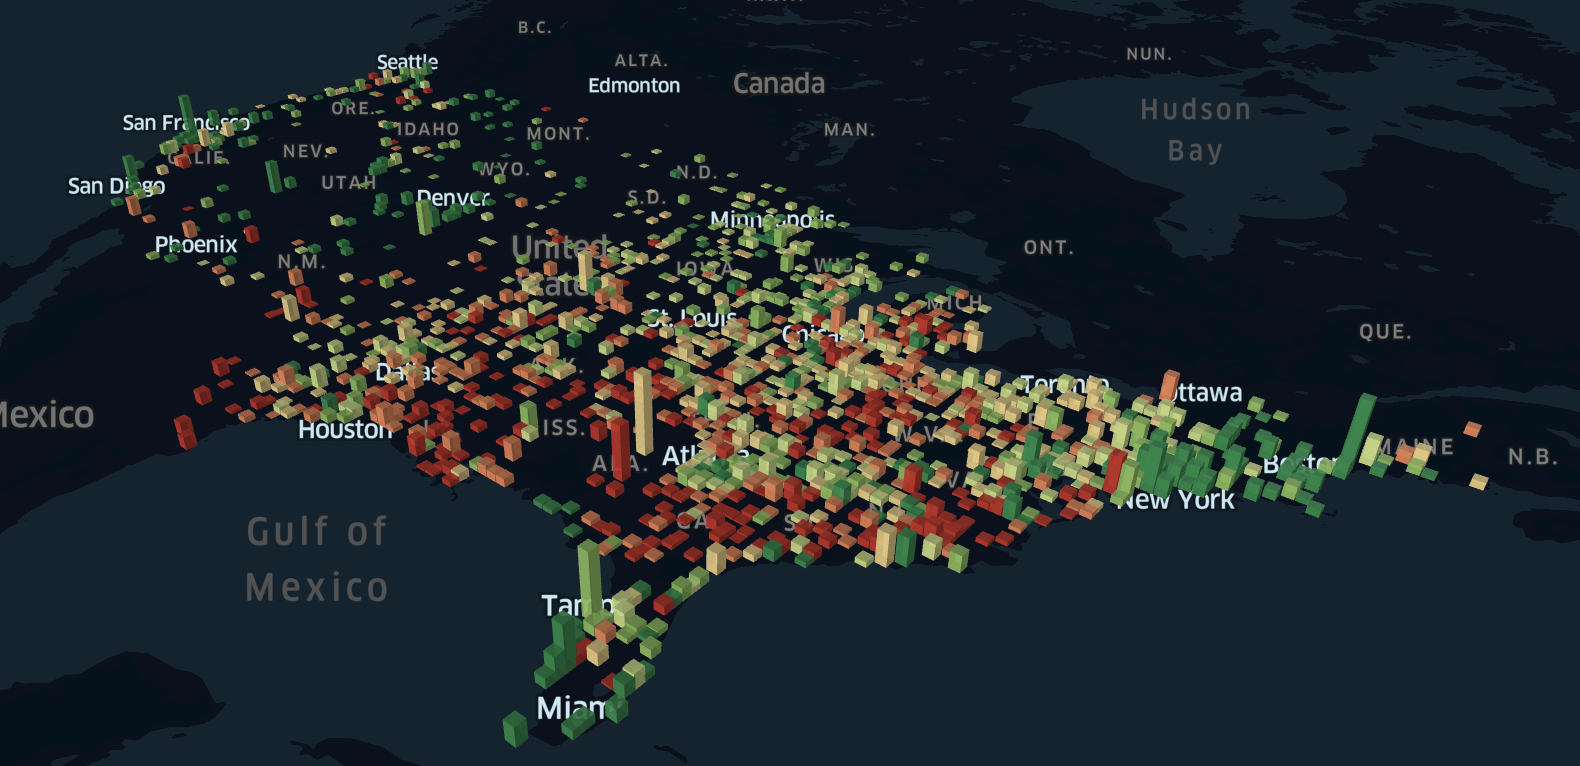 B.C.
NUN.
Seattle
ALTA.
Edmonton
Canada
Hudson
Bay
ORE.
San Francisco
IDAHO
MONT.
MAN.
NEV.
CALIF.
UTAH
WYO.
N.D.
San Diego
Denver
S.D.
Minneapolis
Phoenix
N.M.
United
States
IOWA
WIS.
ONT.
MICH.
St. Louis
Chicago
QUE.
Dallas
Toronto
Ottawa
Mexico
Houston
ISS.
ALA.
Atlanta
W.V.
VA
Boston
MAINE
N.B.
New York
GA.
S
Gulf of
Mexico
Tampa
Miami